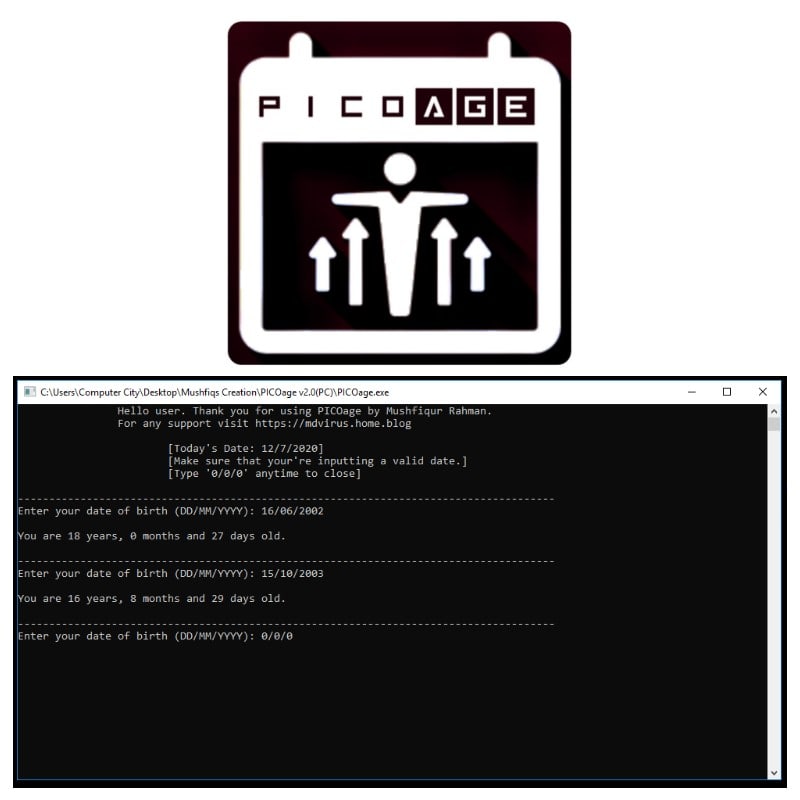 PICOAGE
C:\Users\Computer City\Desktop\Mushfiqs Creation\PICOage v2.0(PC)\PICOage.exe
Hello user. Thank you for using PICOage by Mushfiqur Rahman.
For any support visit https://mdvirus.home.blog
[Today's Date: 12/7/2020]
[Make sure that your're inputting a valid date.]
[Type '0/0/0' anytime to close]
--------------------------------------------------------------------------------------
Enter your date of birth (DD/MM/YYYY): 16/06/2002
You are 18 years, 0 months and 27 days old.
--------------------------------------------------------------------------------------
Enter your date of birth (DD/MM/YYYY): 15/10/2003
You are 16 years, 8 months and 29 days old.
--------------------------------------------------------------------------------------
Enter your date of birth (DD/MM/YYYY): 0/0/0